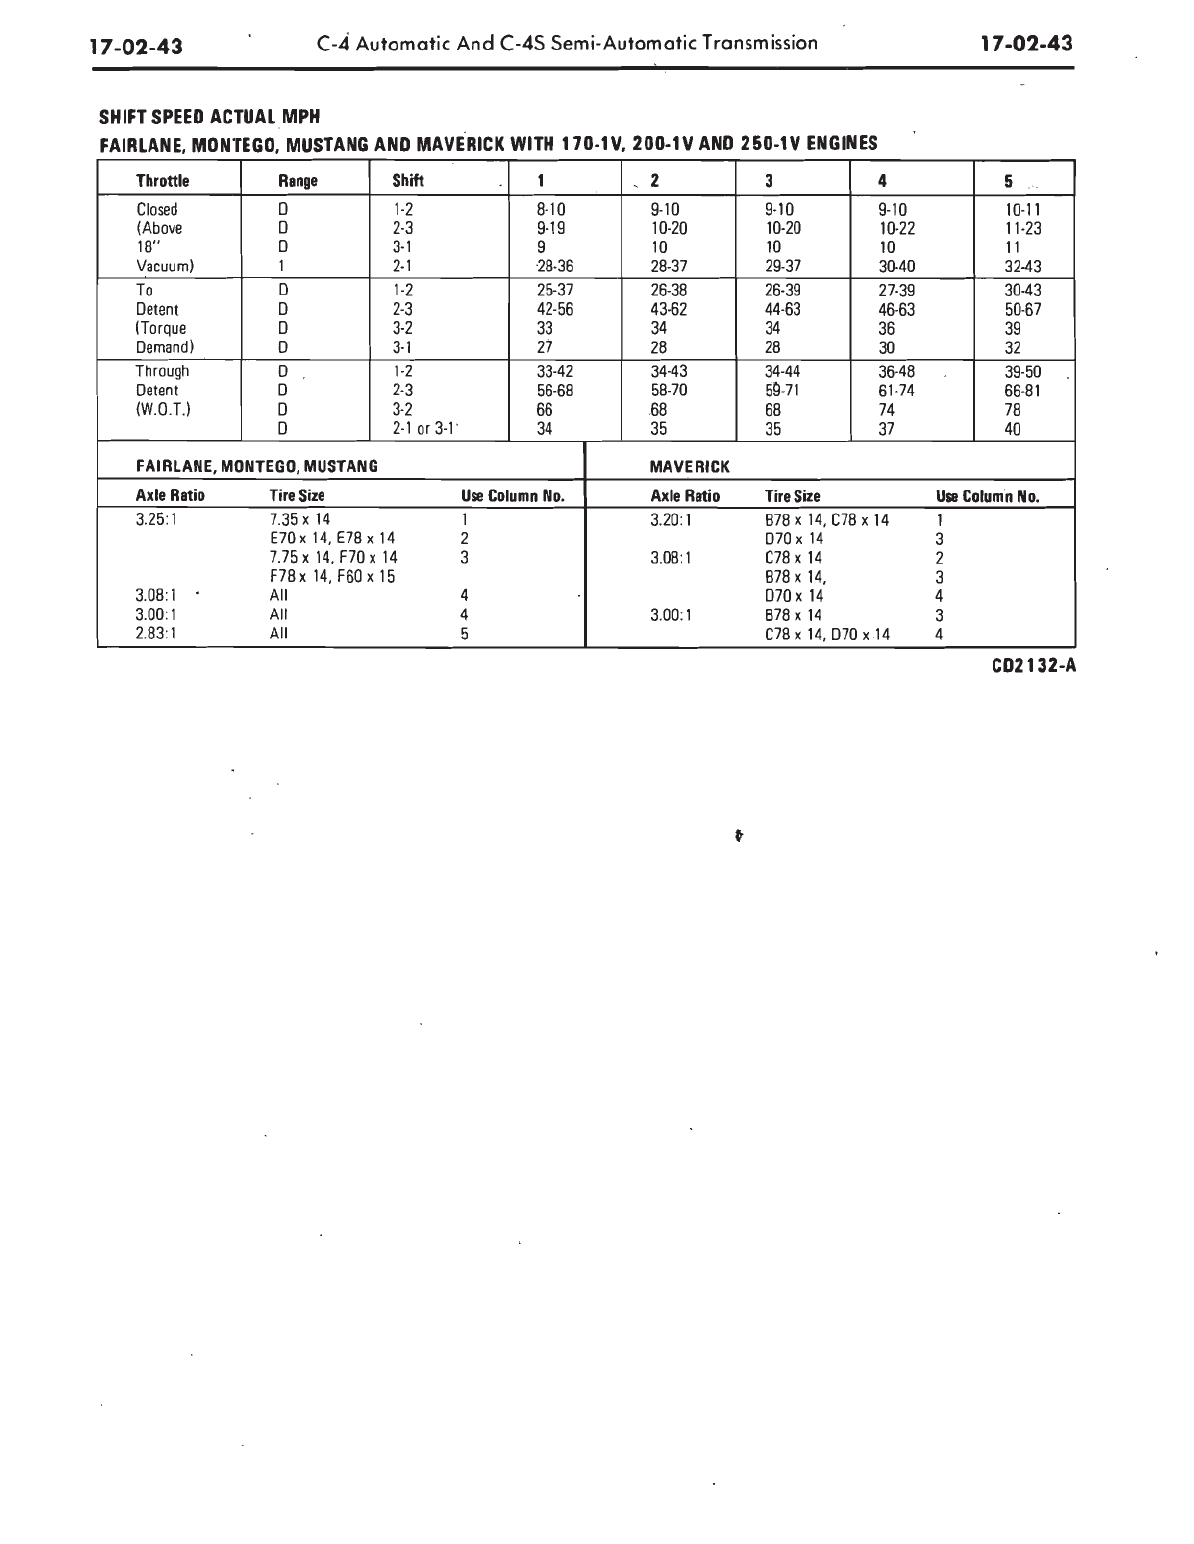 17-02-43 C-4 Automatic And C-4S Semi-Automatic Transmission 17-02-43
SHIFT SPEED ACTUAL MPH
FAIRLANE, MONTEGO, MUSTANG AND MAVERICK WITH 170-1V, 200-1V AND 250-1V ENGINES
Throttle Range Shift 1 2 3 4 5
Closed D 1-2 8-10 9-10 9-10 9-10 10-11
(Above D 2-3 9-19 10-20 10-20 10-22 11-23
18" D 3-1 9 10 10 10 11
Vacuum) 1 2-1 28-36 28-37 29-37 30-40 32-43
To D 1-2 25-37 26-38 26-39 27-39 30-43
Detent D 2-3 42-56 43-62 44-63 46-63 50-67
(Torque D 3-2 33 34 34 36 39
Demand) D 3-1 27 28 28 30 32
Through D 1-2 33-42 34-43 34-44 36-48 39-50
Detent D 2-3 56-68 58-70 59-71 61-74 66-81
(W.O.T.) D 3-2 66 68 68 74 78
D 2-1 or 3-1 34 35 35 37 40
FAIRLANE, MONTEGO, MUSTANG MAVERICK
Axle Ratio Tire Size Use Column No. Axle Ratio Tire Size Use Column No.
3.25:1 7.35 x 14 1 3.20:1 B78 x 14, C78 x 14 1
E70 x 14, E78 x 14 2 D70 x 14 3
7.75 x 14, F70 x 14 3 3.08:1 C78 x 14 2
F78 x 14, F60 x 15 B78 x 14, 3
3.08:1 All 4 D70 x 14 4
3.00:1 All 4 3.00:1 B78 x 14 3
2.83:1 All 5 C78 x 14, D70 x 14 4
CD2132-A